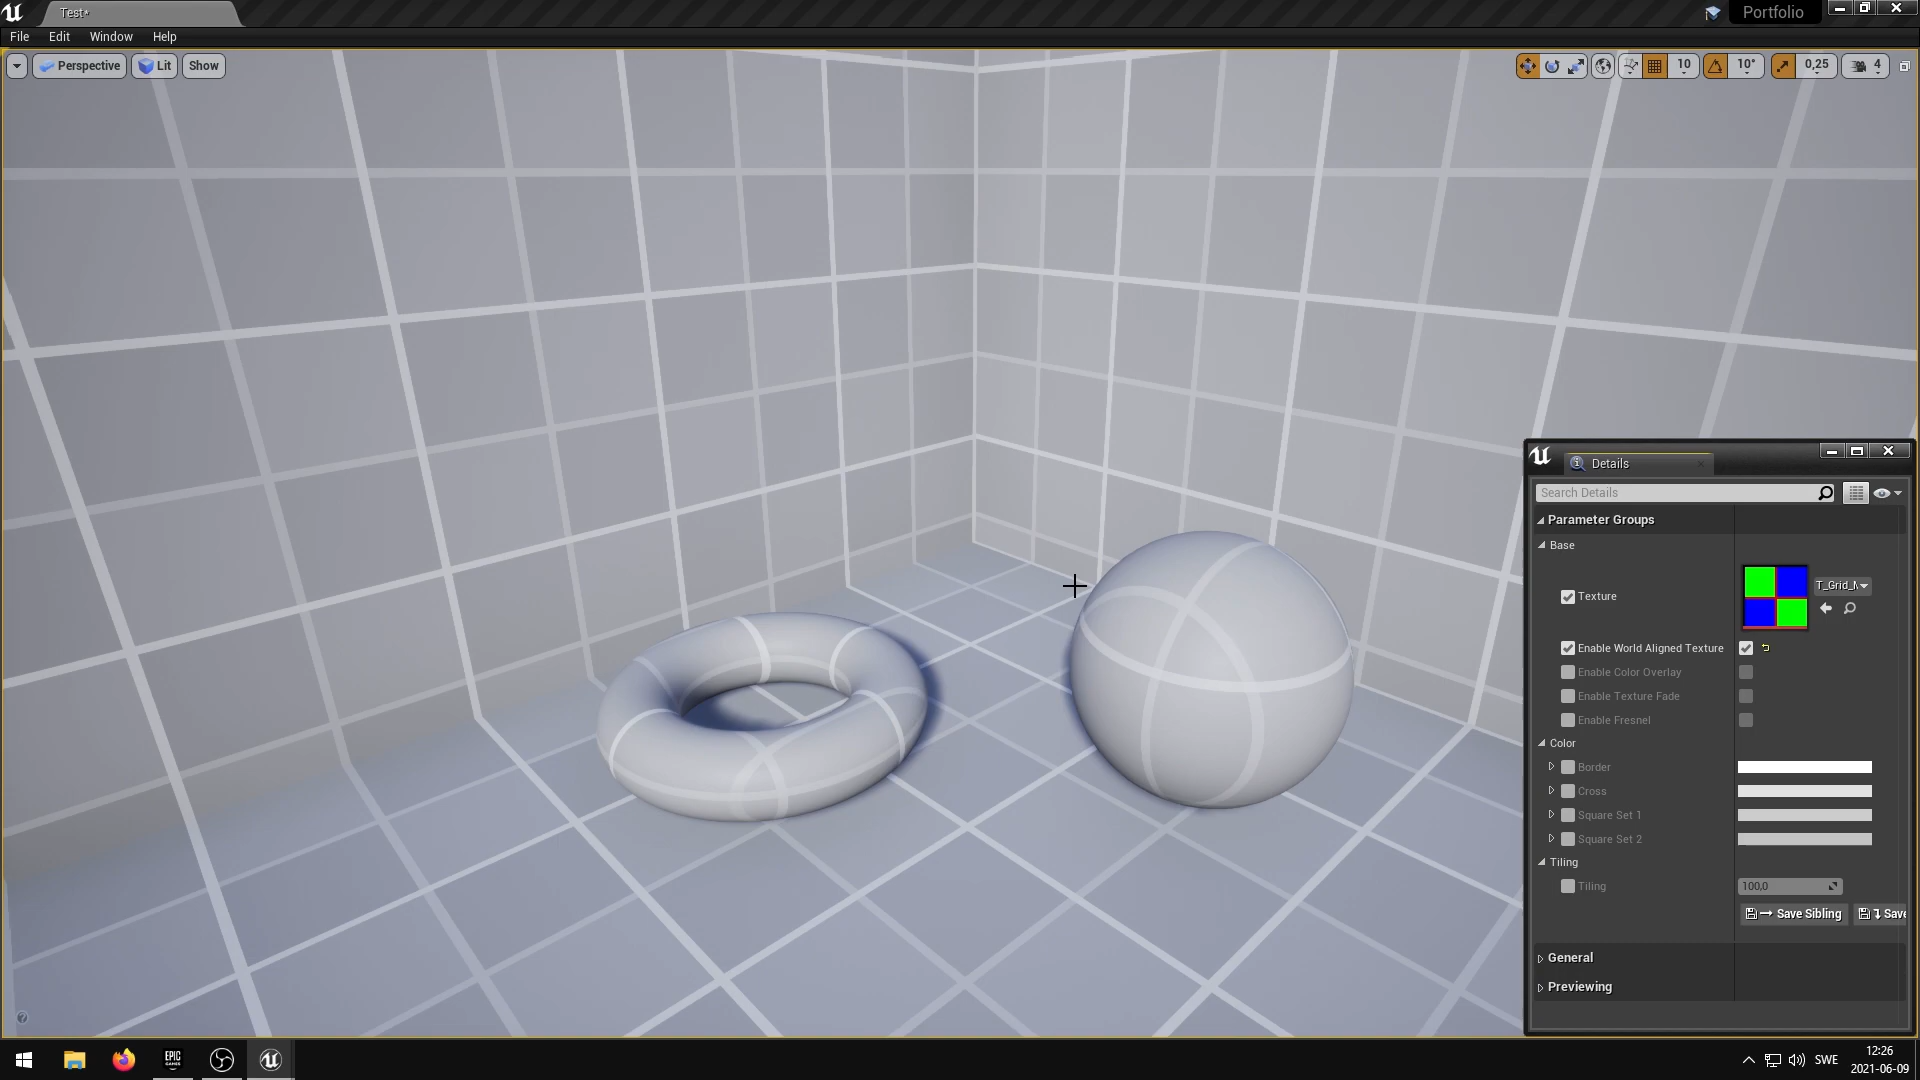 Test*
Portfolio
File Edit Window Help
Perspective Lit Show
10 10° 0,25 4
Details
Search Details
Parameter Groups
Base
Texture
Enable World Aligned Texture
Enable Color Overlay
Enable Texture Fade
Enable Fresnel
Color
Border
Cross
Square Set 1
Square Set 2
Tiling
Tiling 100,0
Save Sibling Save
General
Previewing
EPIC
GAMES
SWE
12:26
2021-06-09